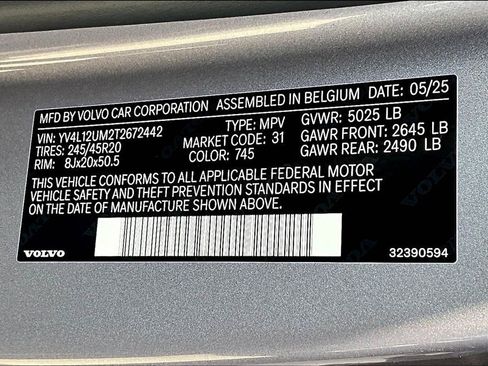 MFD BY VOLVO CAR CORPORATION ASSEMBLED IN BELGIUM DATE: 05/25
VIN: YV4L12UM2T2672442 TYPE: MPV GVWR: 5025 LB
TIRES: 245/45R20 MARKET CODE: 31 GAWR FRONT: 2645 LB
RIM: 8Jx20x50.5 COLOR: 745 GAWR REAR: 2490 LB
THIS VEHICLE CONFORMS TO ALL APPLICABLE FEDERAL MOTOR
VEHICLE SAFETY AND THEFT PREVENTION STANDARDS IN EFFECT
ON THE DATE OF MANUFACTURE SHOWN ABOVE.
VOLVO 32390594